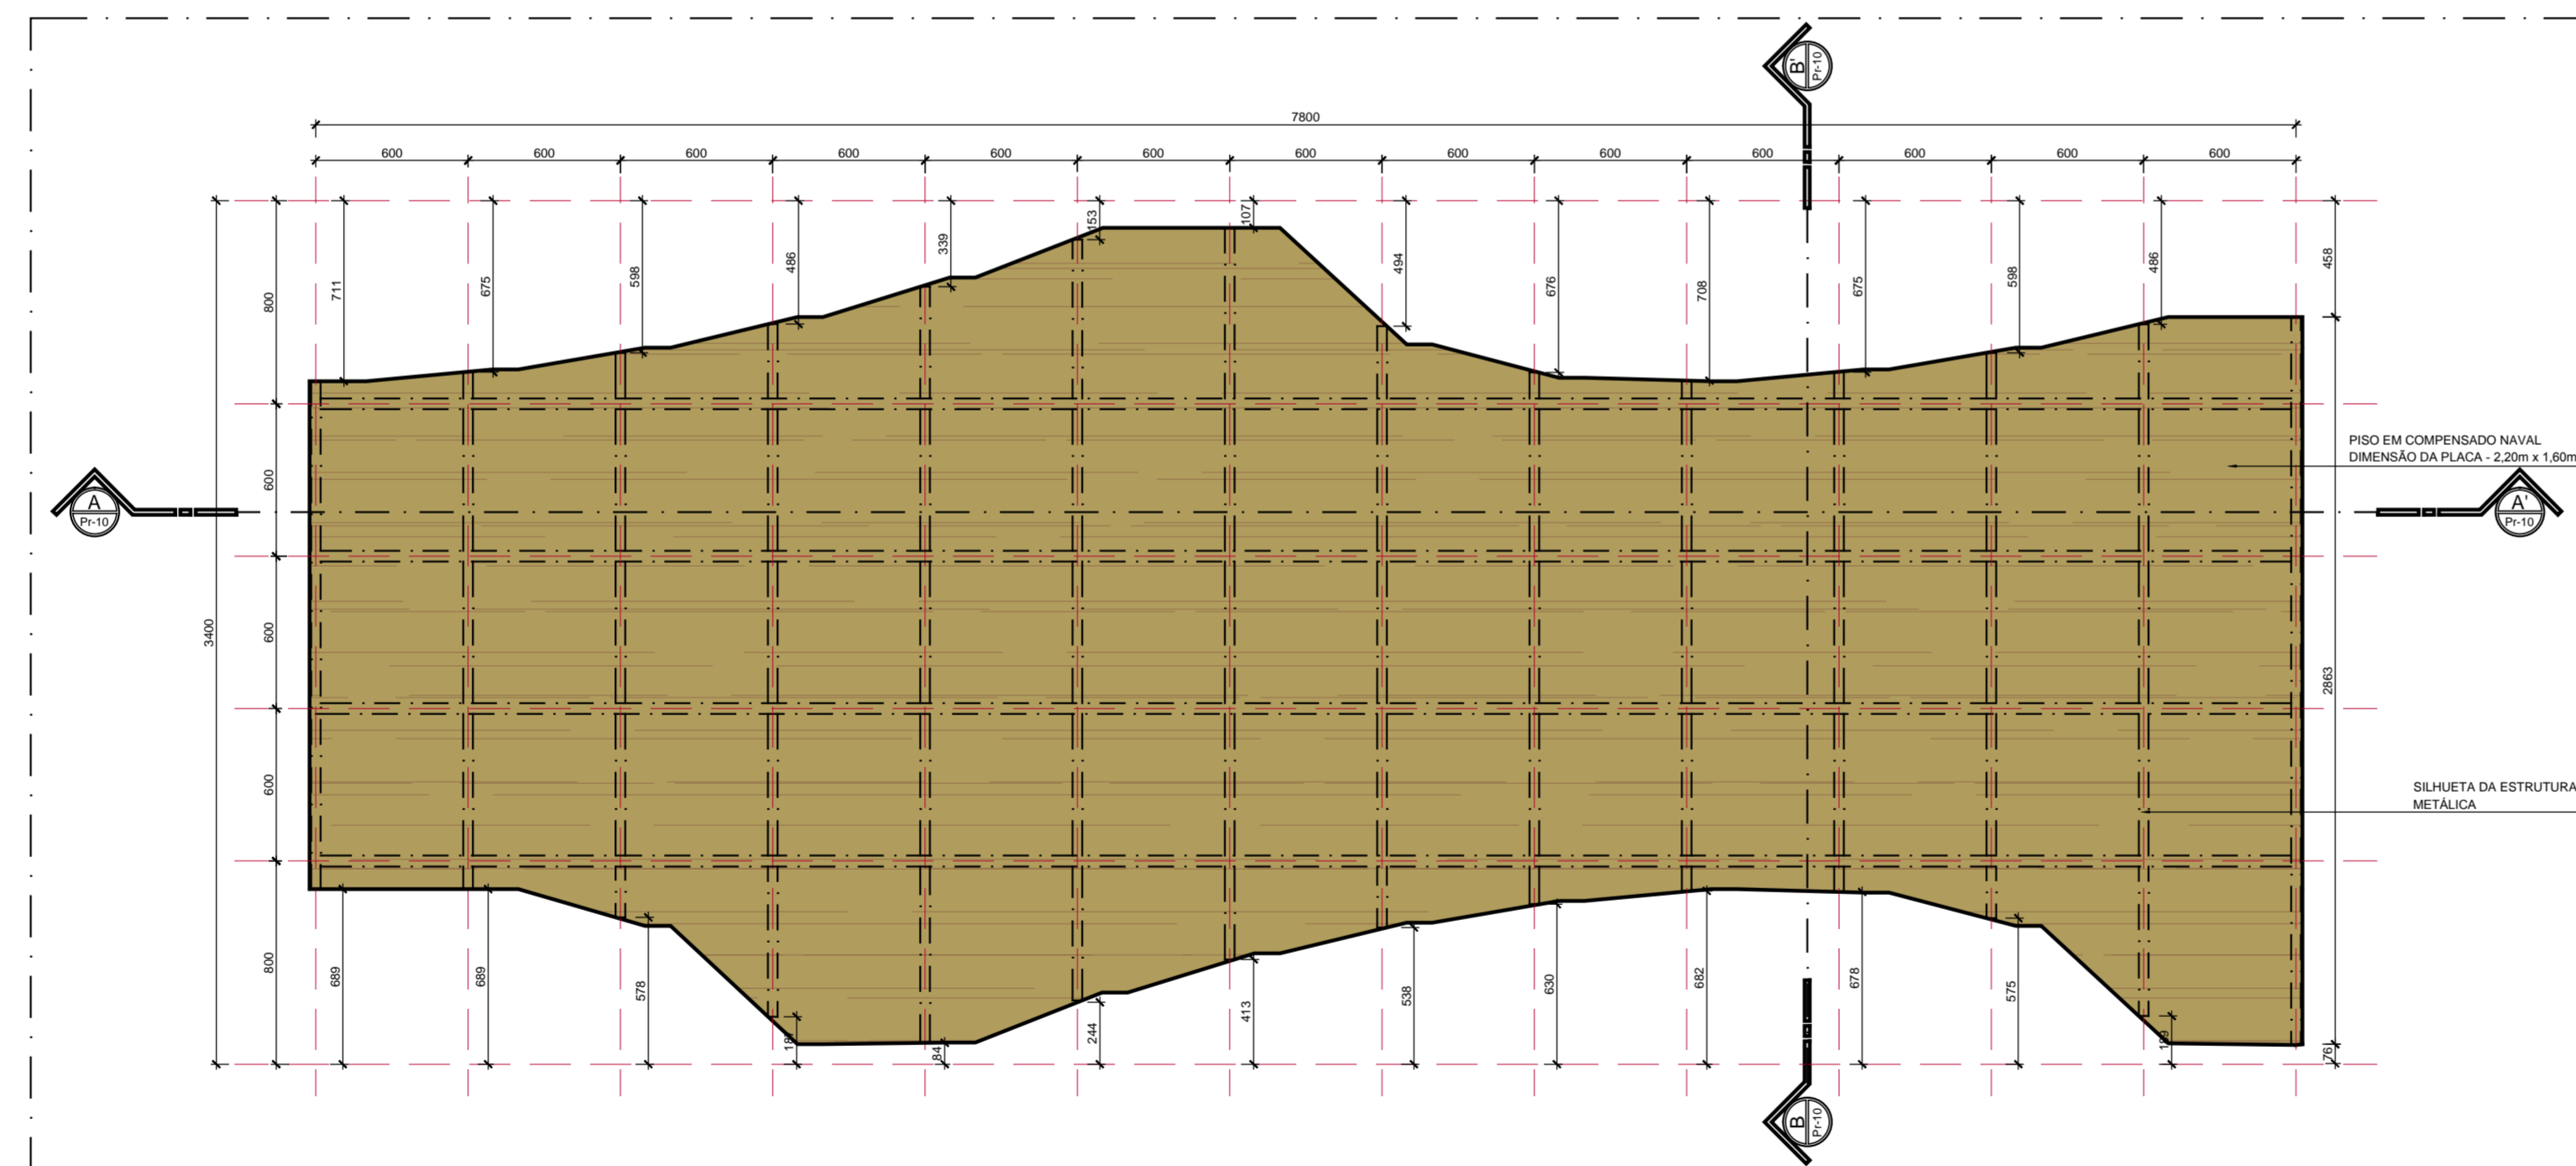 B'
Pr-10
7800
600 600 600 600 600 600 600 600 600 600 600 600 600
711 675 598 486 339 153 107 494 676 708 675 598 486 458
800
600
600
600
800
3400
PISO EM COMPENSADO NAVAL
DIMENSÃO DA PLACA - 2,20m x 1,60m
A
Pr-10
A'
Pr-10
2863
SILHUETA DA ESTRUTURA
METÁLICA
689 689 578 84 244 413 538 630 682 678 575 189 76
B
Pr-10